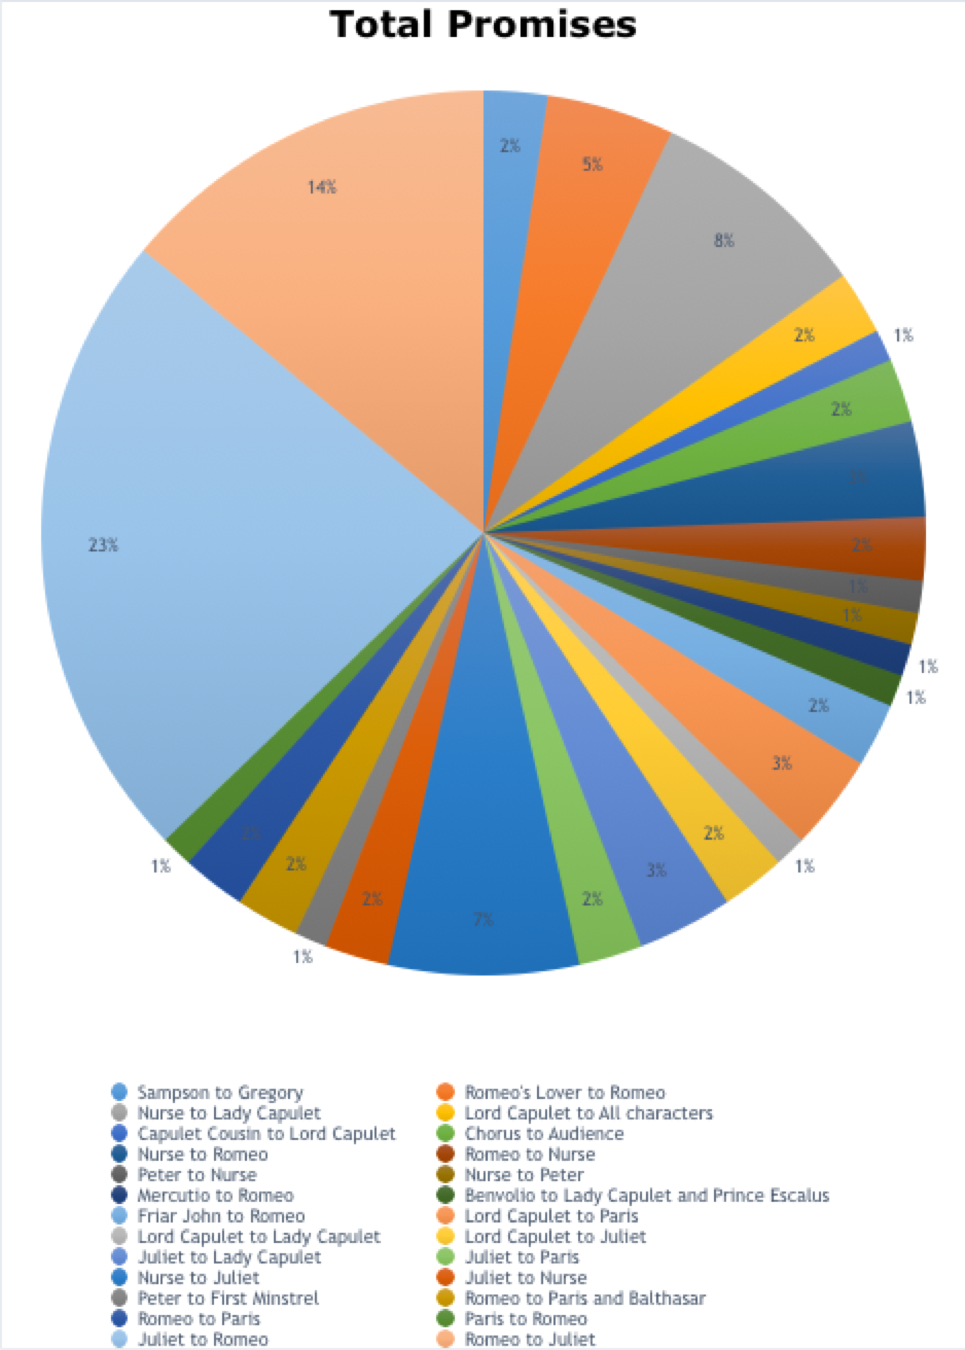 Total Promises
2%
5%
14%
8%
2%
1%
2%
23%
2%
1%
1%
1%
1%
2%
3%
2%
1%
1%
2%
3%
2%
2%
7%
1%
Sampson to Gregory
Romeo's Lover to Romeo
Nurse to Lady Capulet
Lord Capulet to All characters
Capulet Cousin to Lord Capulet
Chorus to Audience
Nurse to Romeo
Romeo to Nurse
Peter to Nurse
Nurse to Peter
Mercutio to Romeo
Benvolio to Lady Capulet and Prince Escalus
Friar John to Romeo
Lord Capulet to Paris
Lord Capulet to Lady Capulet
Lord Capulet to Juliet
Juliet to Lady Capulet
Juliet to Paris
Nurse to Juliet
Juliet to Nurse
Peter to First Minstrel
Romeo to Paris and Balthasar
Romeo to Paris
Paris to Romeo
Juliet to Romeo
Romeo to Juliet